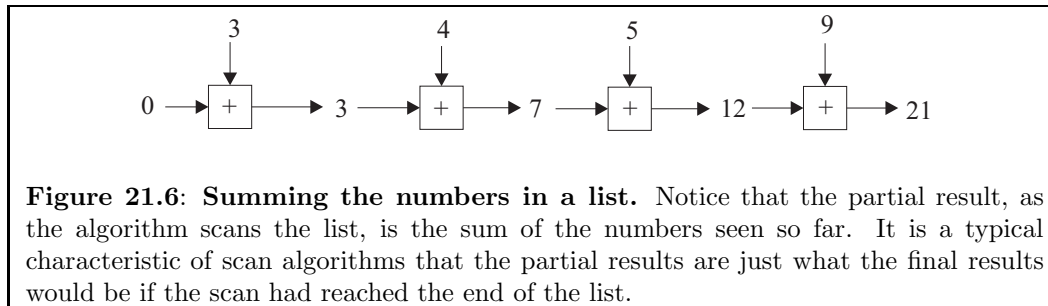 3 4 5 9
0 + 3 + 7 + 12 + 21
Figure 21.6: Summing the numbers in a list. Notice that the partial result, as
the algorithm scans the list, is the sum of the numbers seen so far. It is a typical
characteristic of scan algorithms that the partial results are just what the final results
would be if the scan had reached the end of the list.